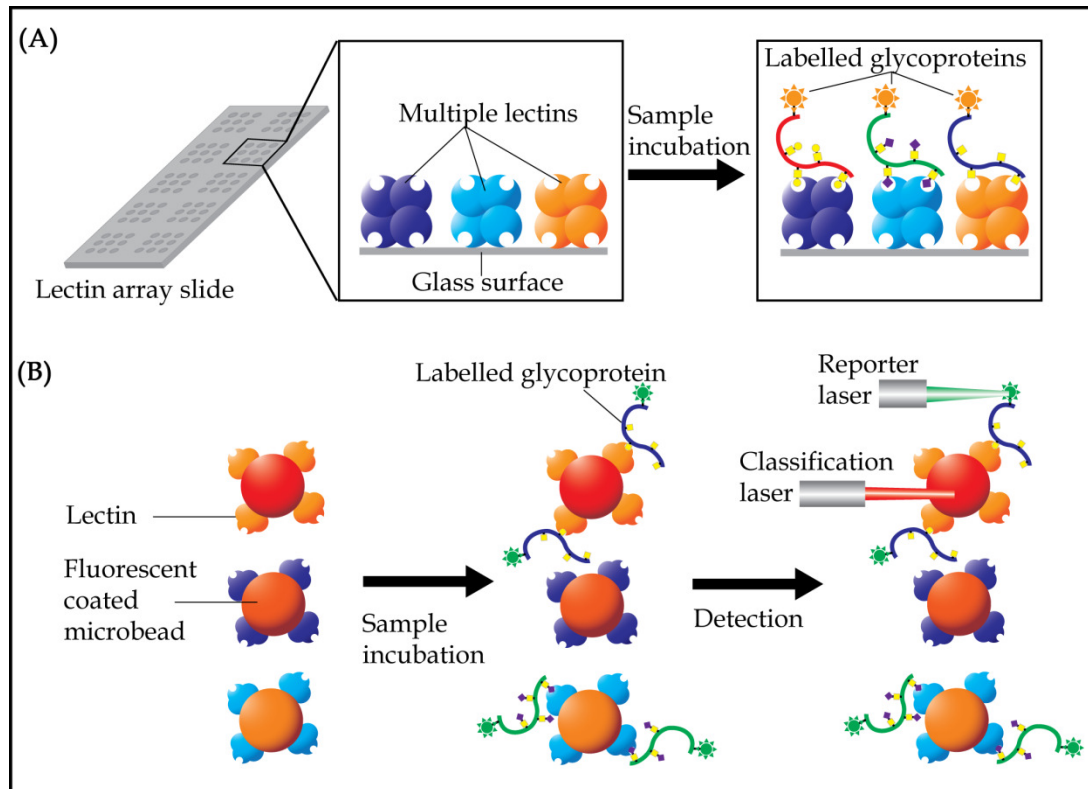 (A)
Labelled glycoproteins
Multiple lectins
Sample
incubation
Glass surface
Lectin array slide
(B)
Labelled glycoprotein
Reporter
laser
Classification
laser
Lectin
Fluorescent
coated
microbead
Sample
incubation
Detection